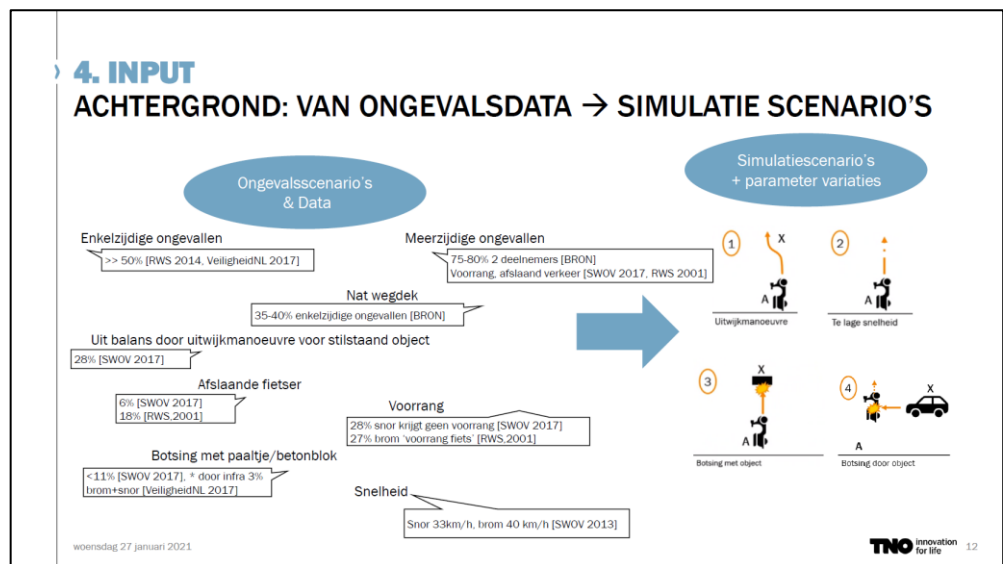 4. INPUT
ACHTERGROND: VAN ONGEVALSDATA → SIMULATIE SCENARIO'S
Ongevalsscenario's
& Data
Enkelzijdige ongevallen
>> 50% [RWS 2014, VeiligheidNL 2017]
Meerzijdige ongevallen
75-80% 2 deelnemers [BRON]
Voorrang, afslaand verkeer [SWOV 2017, RWS 2001]
Nat wegdek
35-40% enkelzijdige ongevallen [BRON]
Uit balans door uitwijkmanoeuvre voor stilstaand object
28% [SWOV 2017]
Afslaande fietser
6% [SWOV 2017]
18% [RWS,2001]
Voorrang
28% snor krijgt geen voorrang [SWOV 2017]
27% brom 'voorrang fiets' [RWS,2001]
Botsing met paaltje/betonblok
<11% [SWOV 2017], * door infra 3%
brom+snor [VeiligheidNL 2017]
Snelheid
Snor 33km/h, brom 40 km/h [SWOV 2013]
Simulatiescenario's
+ parameter variaties
1
X
A
Uitwijkmanoeuvre
2
A
Te lage snelheid
3
X
A
Botsing met object
4
X
A
Botsing door object
woensdag 27 januari 2021
TNO innovation
for life
12